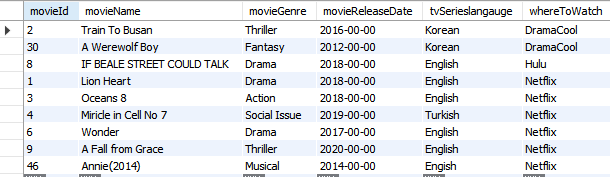 movieId movieName movieGenre movieReleaseDate tvSerieslangauge whereToWatch
2 Train To Busan Thriller 2016-00-00 Korean DramaCool
30 A Werewolf Boy Fantasy 2012-00-00 Korean DramaCool
8 IF BEALE STREET COULD TALK Drama 2018-00-00 English Hulu
1 Lion Heart Drama 2018-00-00 English Netflix
3 Oceans 8 Action 2018-00-00 English Netflix
4 Miricle in Cell No 7 Social Issue 2019-00-00 Turkish Netflix
6 Wonder Drama 2017-00-00 English Netflix
9 A Fall from Grace Thriller 2020-00-00 English Netflix
46 Annie(2014) Musical 2014-00-00 Engish Netflix